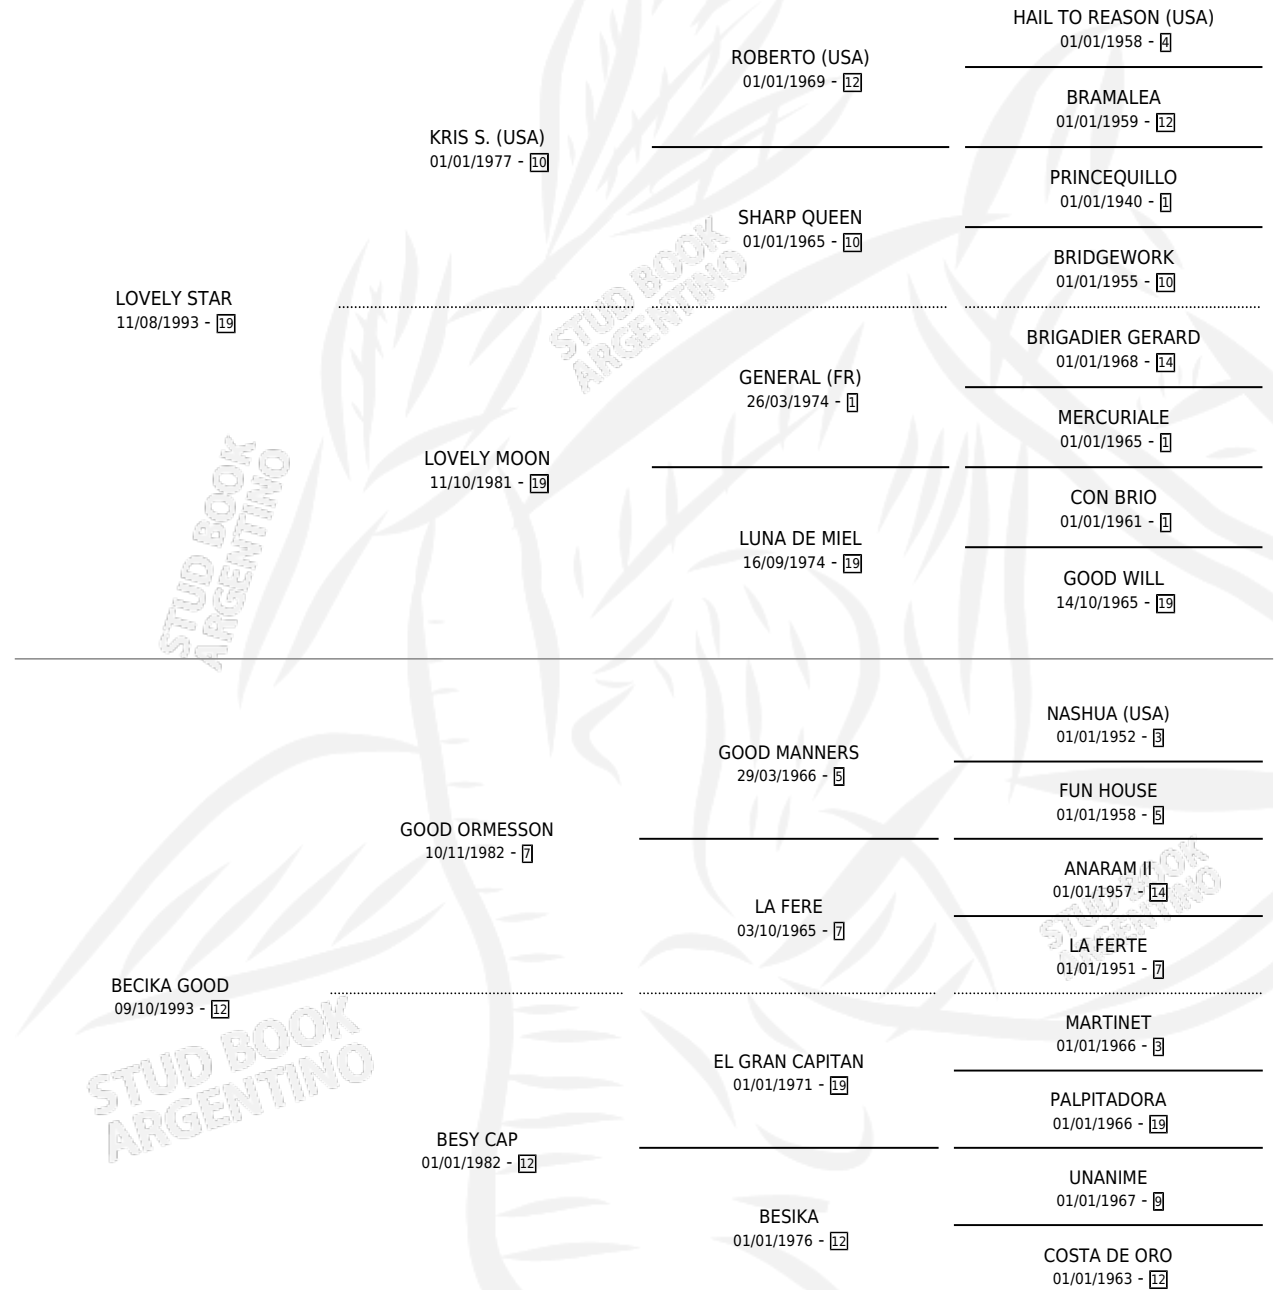 HAIL TO REASON (USA)
01/01/1958 - 4
ROBERTO (USA)
01/01/1969 - 12
BRAMALEA
01/01/1959 - 12
KRIS S. (USA)
01/01/1977 - 10
PRINCEQUILLO
01/01/1940 - 1
SHARP QUEEN
01/01/1965 - 10
BRIDGEWORK
01/01/1955 - 10
LOVELY STAR
11/08/1993 - 19
STUD BOOK
ARGENTINO
BRIGADIER GERARD
01/01/1968 - 14
GENERAL (FR)
26/03/1974 - 1
MERCURIALE
01/01/1965 - 1
LOVELY MOON
11/10/1981 - 19
CON BRIO
01/01/1961 - 1
LUNA DE MIEL
16/09/1974 - 19
GOOD WILL
14/10/1965 - 19
STUD BOOK
ARGENTINO
NASHUA (USA)
01/01/1952 - 3
GOOD MANNERS
29/03/1966 - 5
FUN HOUSE
01/01/1958 - 5
GOOD ORMESSON
10/11/1982 - 7
ANARAM II
01/01/1957 - 14
LA FERE
03/10/1965 - 7
LA FERTE
01/01/1951 - 7
STUD BOOK
ARGENTINO
BECIKA GOOD
09/10/1993 - 12
MARTINET
01/01/1966 - 3
EL GRAN CAPITAN
01/01/1971 - 19
PALPITADORA
01/01/1966 - 19
STUD BOOK
ARGENTINO
BESY CAP
01/01/1982 - 12
UNANIME
01/01/1967 - 9
BESIKA
01/01/1976 - 12
COSTA DE ORO
01/01/1963 - 12